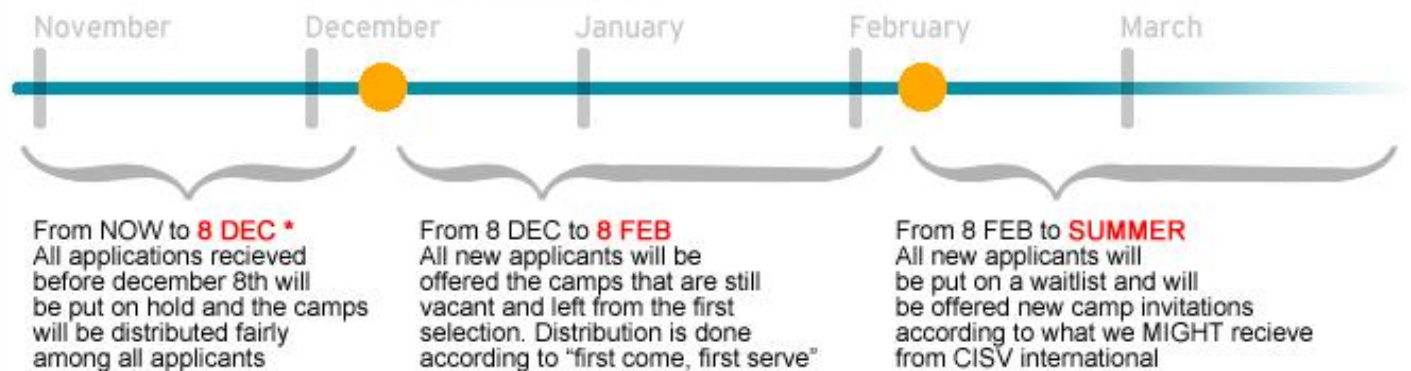 November
December
January
February
March
From NOW to 8 DEC *
All applications recieved
before december 8th will
be put on hold and the camps
will be distributed fairly
among all applicants
From 8 DEC to 8 FEB
All new applicants will be
offered the camps that are still
vacant and left from the first
selection. Distribution is done
according to “first come, first serve”
From 8 FEB to SUMMER
All new applicants will
be put on a waitlist and will
be offered new camp invitations
according to what we MIGHT recieve
from CISV international